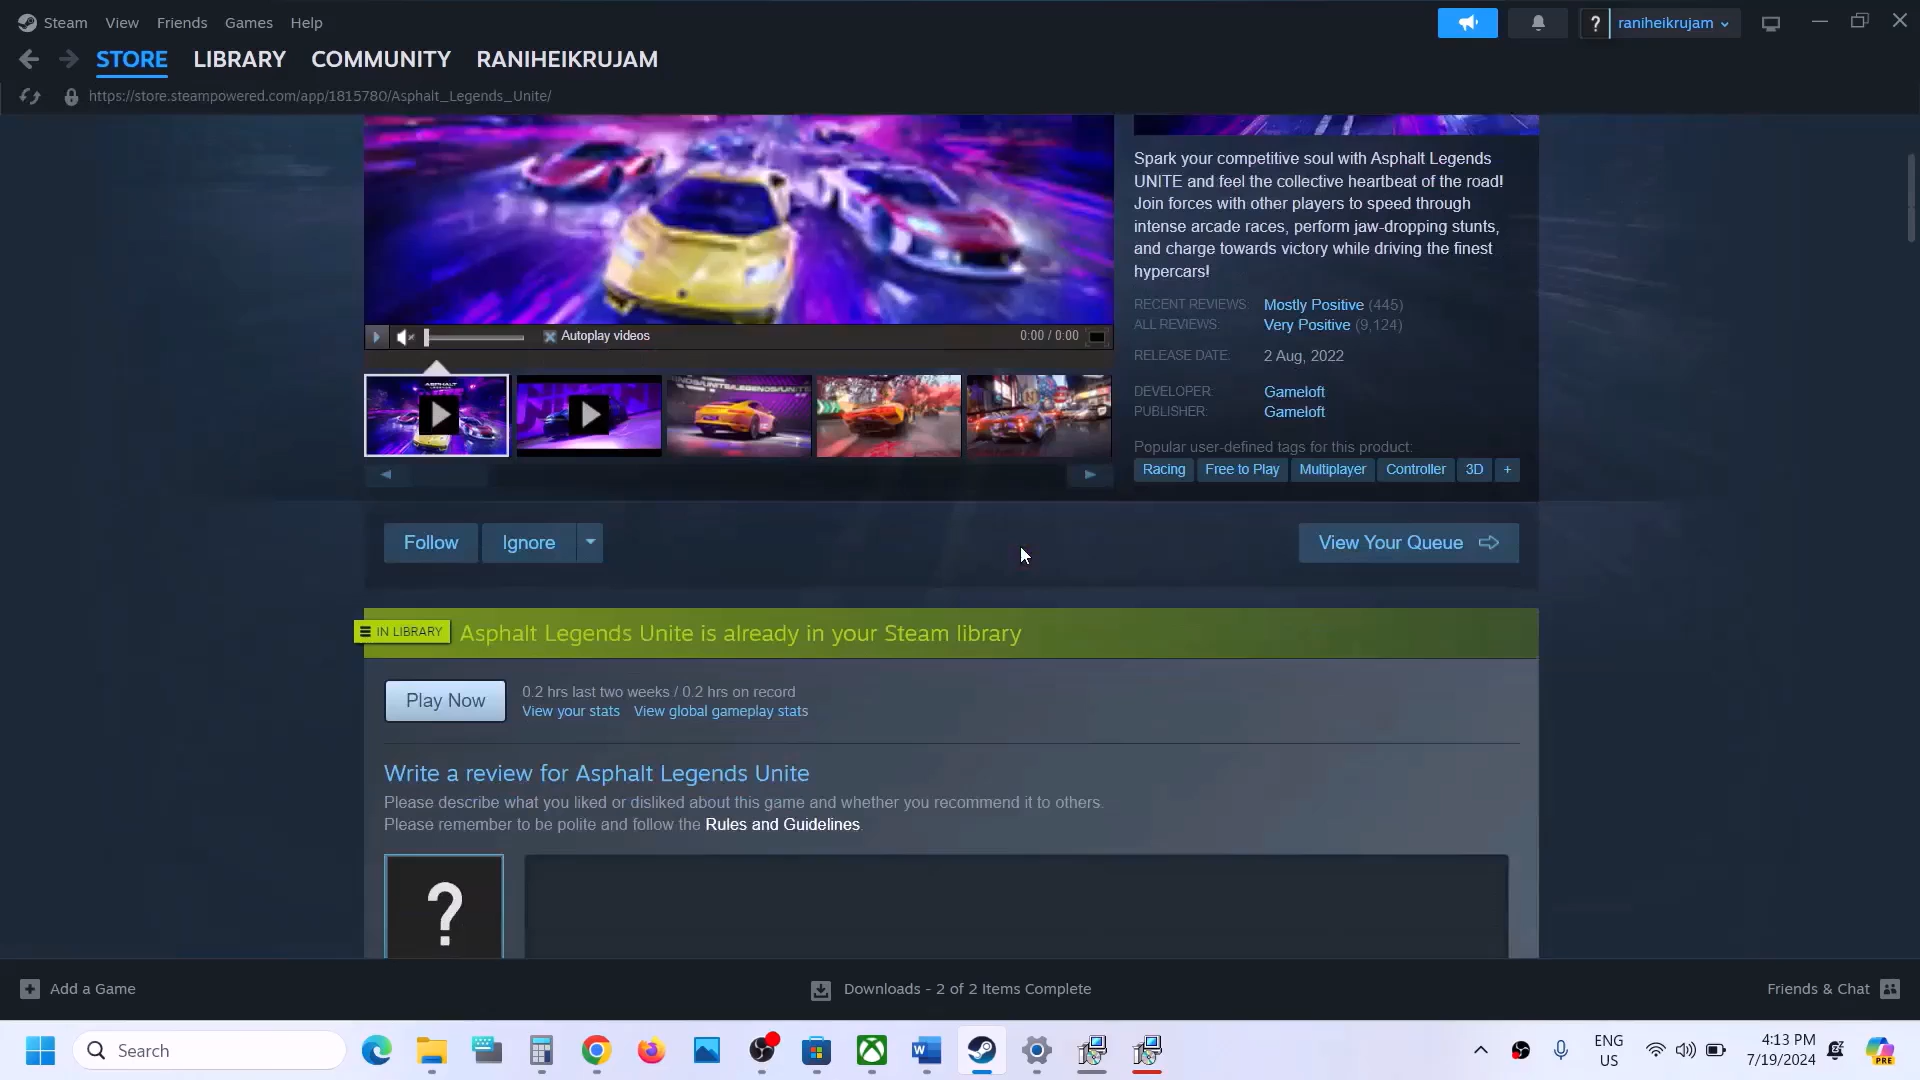 Steam View Friends Games Help
raniheikrujam
STORE LIBRARY COMMUNITY RANIHEIKRUJAM
https://store.steampowered.com/app/1815780/Asphalt_Legends_Unite/
Spark your competitive soul with Asphalt Legends
UNITE and feel the collective heartbeat of the road!
Join forces with other players to speed through
intense arcade races, perform jaw-dropping stunts,
and charge towards victory while driving the finest
hypercars!
RECENT REVIEWS: Mostly Positive (445)
ALL REVIEWS: Very Positive (9,124)
RELEASE DATE: 2 Aug, 2022
DEVELOPER: Gameloft
PUBLISHER: Gameloft
Popular user-defined tags for this product:
Racing Free to Play Multiplayer Controller 3D +
Autoplay videos 0:00 / 0:00
ASPHALT
Follow Ignore View Your Queue
IN LIBRARY Asphalt Legends Unite is already in your Steam library
Play Now
0.2 hrs last two weeks / 0.2 hrs on record
View your stats View global gameplay stats
Write a review for Asphalt Legends Unite
Please describe what you liked or disliked about this game and whether you recommend it to others.
Please remember to be polite and follow the Rules and Guidelines
?
Add a Game
Downloads - 2 of 2 Items Complete
Friends & Chat
Search
ENG
US
4:13 PM
7/19/2024
PRE